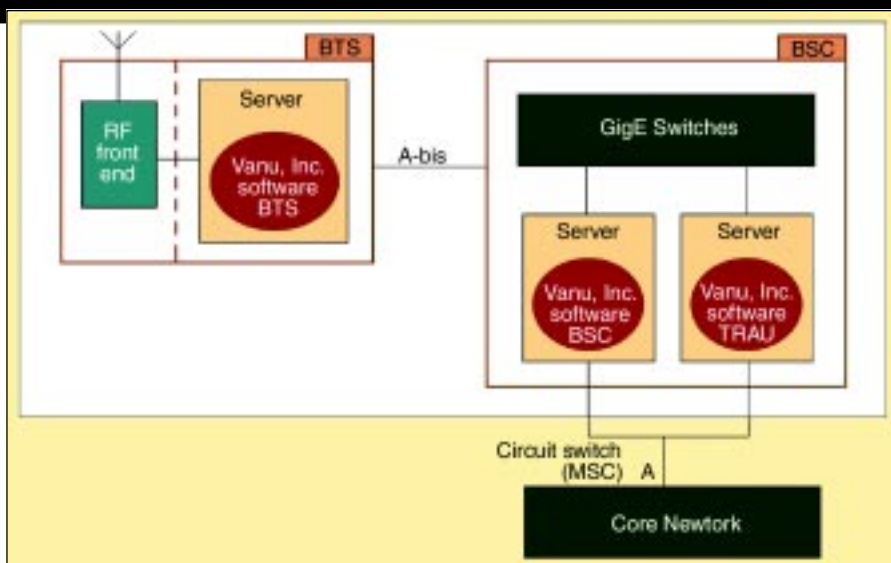 BTS
RF
front
end
Server
Vanu, Inc.
software
BTS
A-bis
BSC
GigE Switches
Server
Vanu, Inc.
software
BSC
Server
Vanu, Inc.
software
TRAU
Circuit switch
(MSC) A
Core Newtork